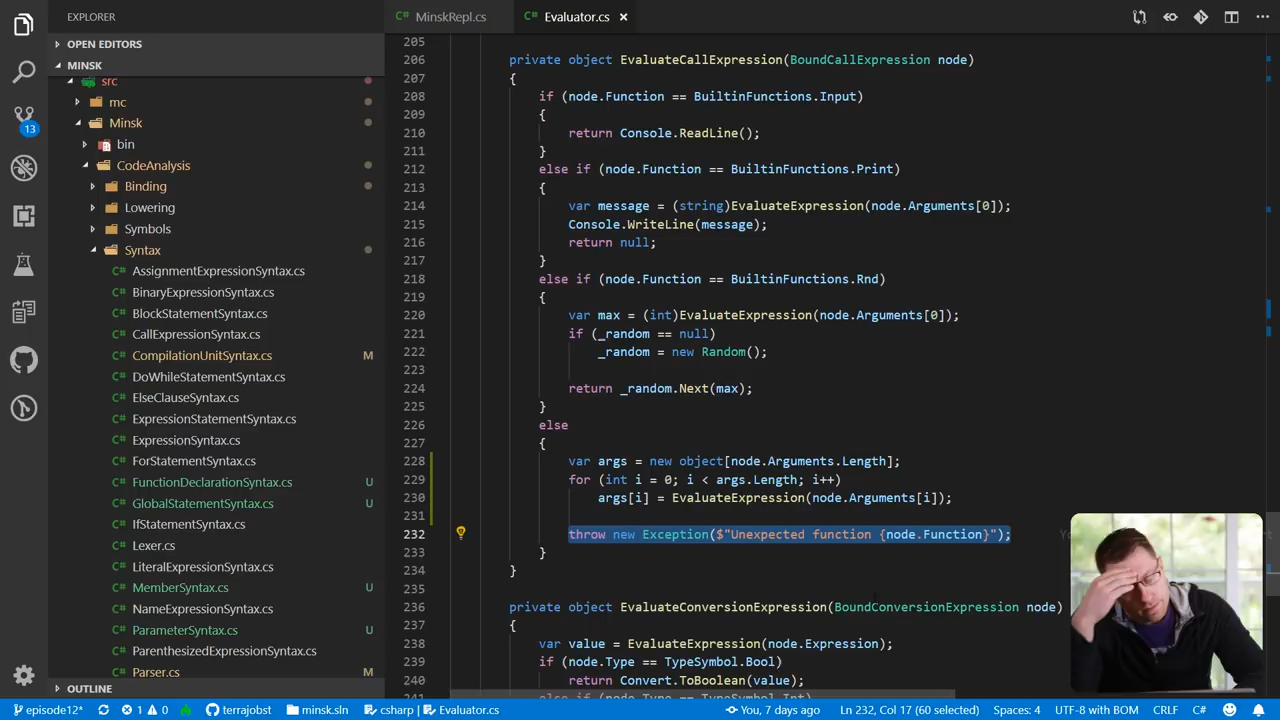 EXPLORER
MinskRepl.cs
Evaluator.cs
OPEN EDITORS
MINSK
src
mc
Minsk
bin
CodeAnalysis
Binding
Lowering
Symbols
Syntax
AssignmentExpressionSyntax.cs
BinaryExpressionSyntax.cs
BlockStatementSyntax.cs
CallExpressionSyntax.cs
CompilationUnitSyntax.cs M
DoWhileStatementSyntax.cs
ElseClauseSyntax.cs
ExpressionStatementSyntax.cs
ExpressionSyntax.cs
ForStatementSyntax.cs
FunctionDeclarationSyntax.cs U
GlobalStatementSyntax.cs U
IfStatementSyntax.cs
Lexer.cs
LiteralExpressionSyntax.cs
MemberSyntax.cs U
NameExpressionSyntax.cs
ParameterSyntax.cs U
ParenthesizedExpressionSyntax.cs
Parser.cs M
OUTLINE
13
205
206 private object EvaluateCallExpression(BoundCallExpression node)
207 {
208 if (node.Function == BuiltinFunctions.Input)
209 {
210 return Console.ReadLine();
211 }
212 else if (node.Function == BuiltinFunctions.Print)
213 {
214 var message = (string)EvaluateExpression(node.Arguments[0]);
215 Console.WriteLine(message);
216 return null;
217 }
218 else if (node.Function == BuiltinFunctions.Rnd)
219 {
220 var max = (int)EvaluateExpression(node.Arguments[0]);
221 if (_random == null)
222 _random = new Random();
223
224 return _random.Next(max);
225 }
226 else
227 {
228 var args = new object[node.Arguments.Length];
229 for (int i = 0; i < args.Length; i++)
230 args[i] = EvaluateExpression(node.Arguments[i]);
231
232 throw new Exception($"Unexpected function {node.Function}");
233 }
234 }
235
236 private object EvaluateConversionExpression(BoundConversionExpression node)
237 {
238 var value = EvaluateExpression(node.Expression);
239 if (node.Type == TypeSymbol.Bool)
240 return Convert.ToBoolean(value);
241 else if (node.Type == TypeSymbol.Int)
episode12* 1 0 terrajobst minsk.sln csharp Evaluator.cs You, 7 days ago Ln 232, Col 17 (60 selected) Spaces: 4 UTF-8 with BOM CRLF C#